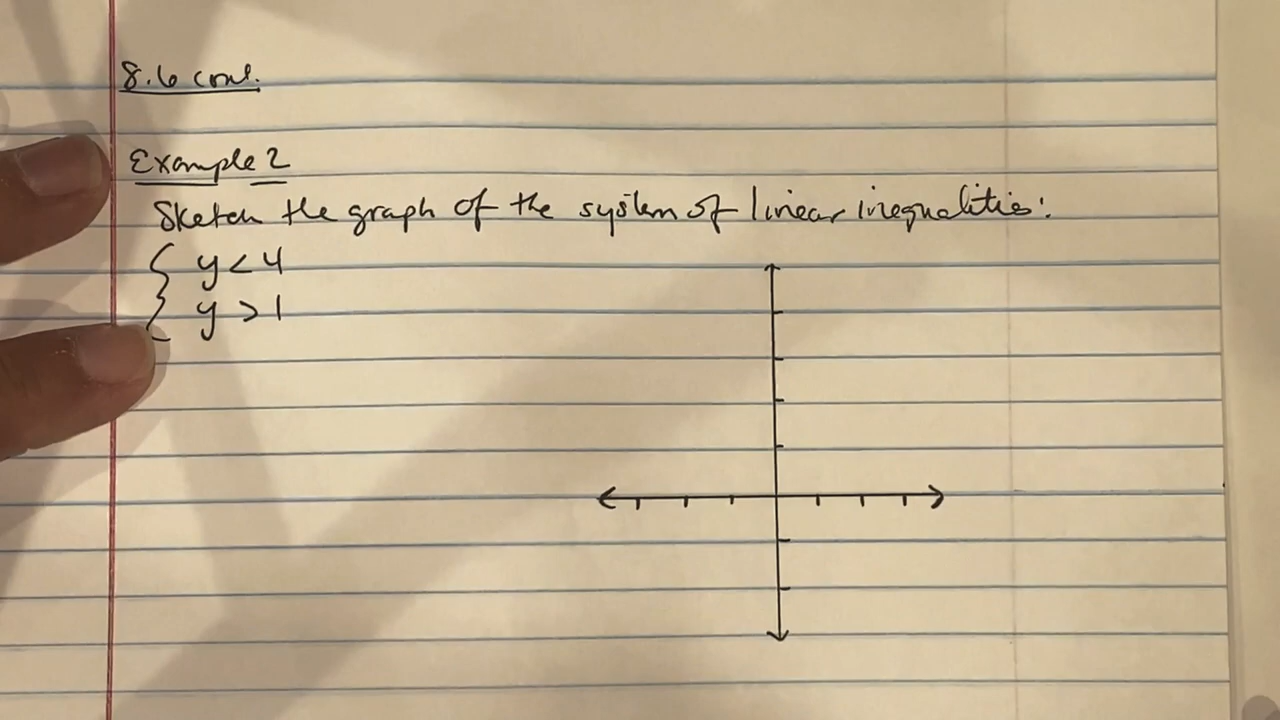 8.6 cont.
Example 2
Sketch the graph of the system of linear inequalities:
y < 4
y > 1